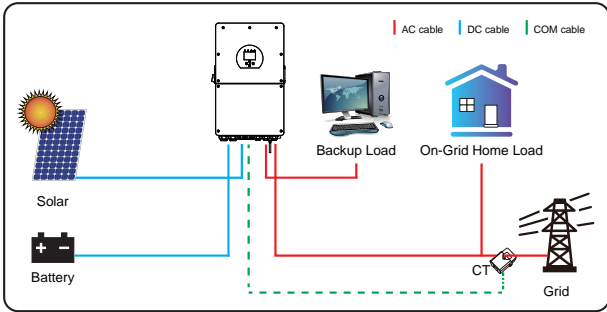 AC cable
DC cable
COM cable
Backup Load
On-Grid Home Load
Solar
CT
Battery
Grid